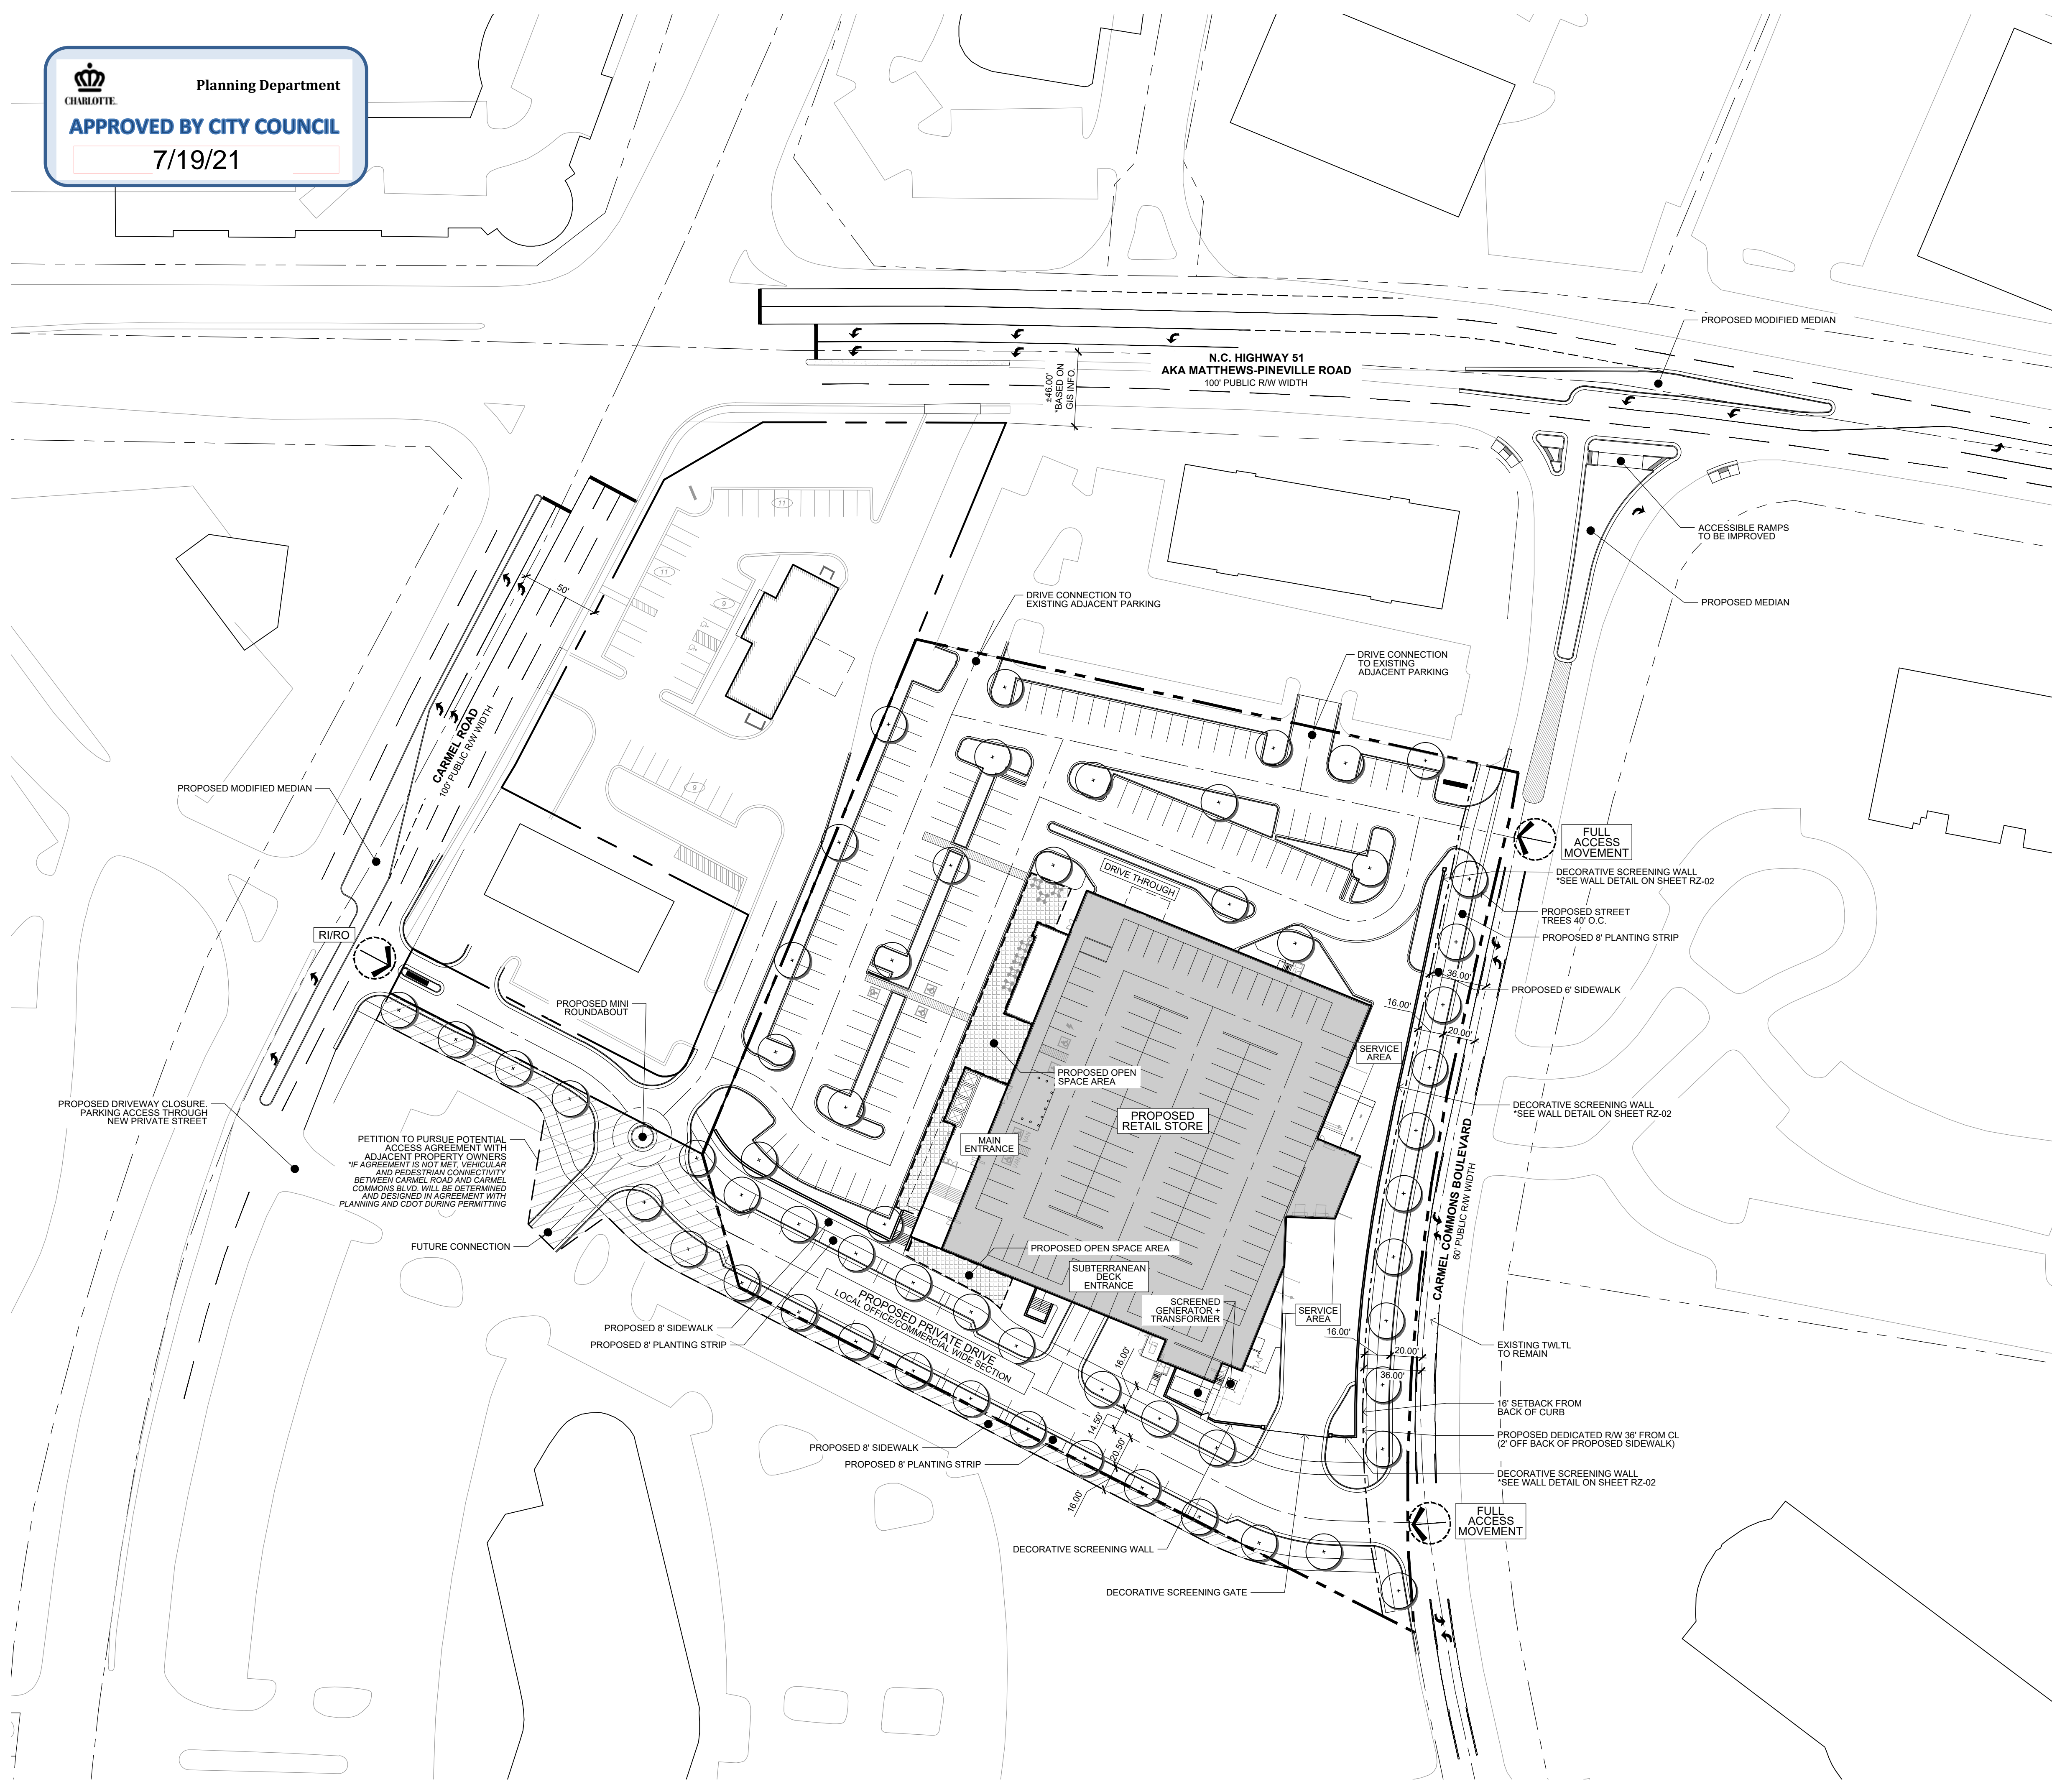 CHARLOTTE.
Planning Department
APPROVED BY CITY COUNCIL
7/19/21
PROPOSED MODIFIED MEDIAN
N.C. HIGHWAY 51
AKA MATTHEWS-PINEVILLE ROAD
100' PUBLIC R/W WIDTH
±46.00'
*BASED ON
GIS INFO.
11
11
9
9
50'
ACCESSIBLE RAMPS
TO BE IMPROVED
PROPOSED MEDIAN
DRIVE CONNECTION TO
EXISTING ADJACENT PARKING
DRIVE CONNECTION
TO EXISTING
ADJACENT PARKING
CARMEL ROAD
100' PUBLIC R/W WIDTH
PROPOSED MODIFIED MEDIAN
FULL
ACCESS
MOVEMENT
DRIVE THROUGH
DECORATIVE SCREENING WALL
*SEE WALL DETAIL ON SHEET RZ-02
PROPOSED STREET
TREES 40' O.C.
PROPOSED 8' PLANTING STRIP
RI/RO
36.00'
PROPOSED 6' SIDEWALK
16.00'
20.00'
PROPOSED MINI
ROUNDABOUT
SERVICE
AREA
PROPOSED OPEN
SPACE AREA
PROPOSED DRIVEWAY CLOSURE.
PARKING ACCESS THROUGH
NEW PRIVATE STREET
DECORATIVE SCREENING WALL
*SEE WALL DETAIL ON SHEET RZ-02
PROPOSED
RETAIL STORE
MAIN
ENTRANCE
PETITION TO PURSUE POTENTIAL
ACCESS AGREEMENT WITH
ADJACENT PROPERTY OWNERS
*IF AGREEMENT IS NOT MET, VEHICULAR
AND PEDESTRIAN CONNECTIVITY
BETWEEN CARMEL ROAD AND CARMEL
COMMONS BLVD. WILL BE DETERMINED
AND DESIGNED IN AGREEMENT WITH
PLANNING AND CDOT DURING PERMITTING
CARMEL COMMONS BOULEVARD
60' PUBLIC R/W WIDTH
FUTURE CONNECTION
PROPOSED OPEN SPACE AREA
SUBTERRANEAN
DECK
ENTRANCE
SCREENED
GENERATOR +
TRANSFORMER
SERVICE
AREA
PROPOSED PRIVATE DRIVE
LOCAL OFFICE/COMMERCIAL WIDE SECTION
PROPOSED 8' SIDEWALK
PROPOSED 8' PLANTING STRIP
16.00'
20.00'
36.00'
EXISTING TWLTL
TO REMAIN
16.00'
14.50'
20.50'
16.00'
16' SETBACK FROM
BACK OF CURB
PROPOSED DEDICATED R/W 36' FROM CL
(2' OFF BACK OF PROPOSED SIDEWALK)
PROPOSED 8' SIDEWALK
PROPOSED 8' PLANTING STRIP
DECORATIVE SCREENING WALL
*SEE WALL DETAIL ON SHEET RZ-02
FULL
ACCESS
MOVEMENT
DECORATIVE SCREENING WALL
DECORATIVE SCREENING GATE